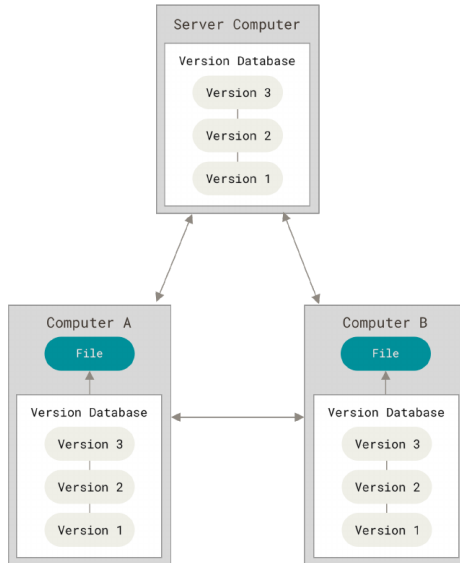 Server Computer
Version Database
Version 3
Version 2
Version 1
Computer A
File
Version Database
Version 3
Version 2
Version 1
Computer B
File
Version Database
Version 3
Version 2
Version 1